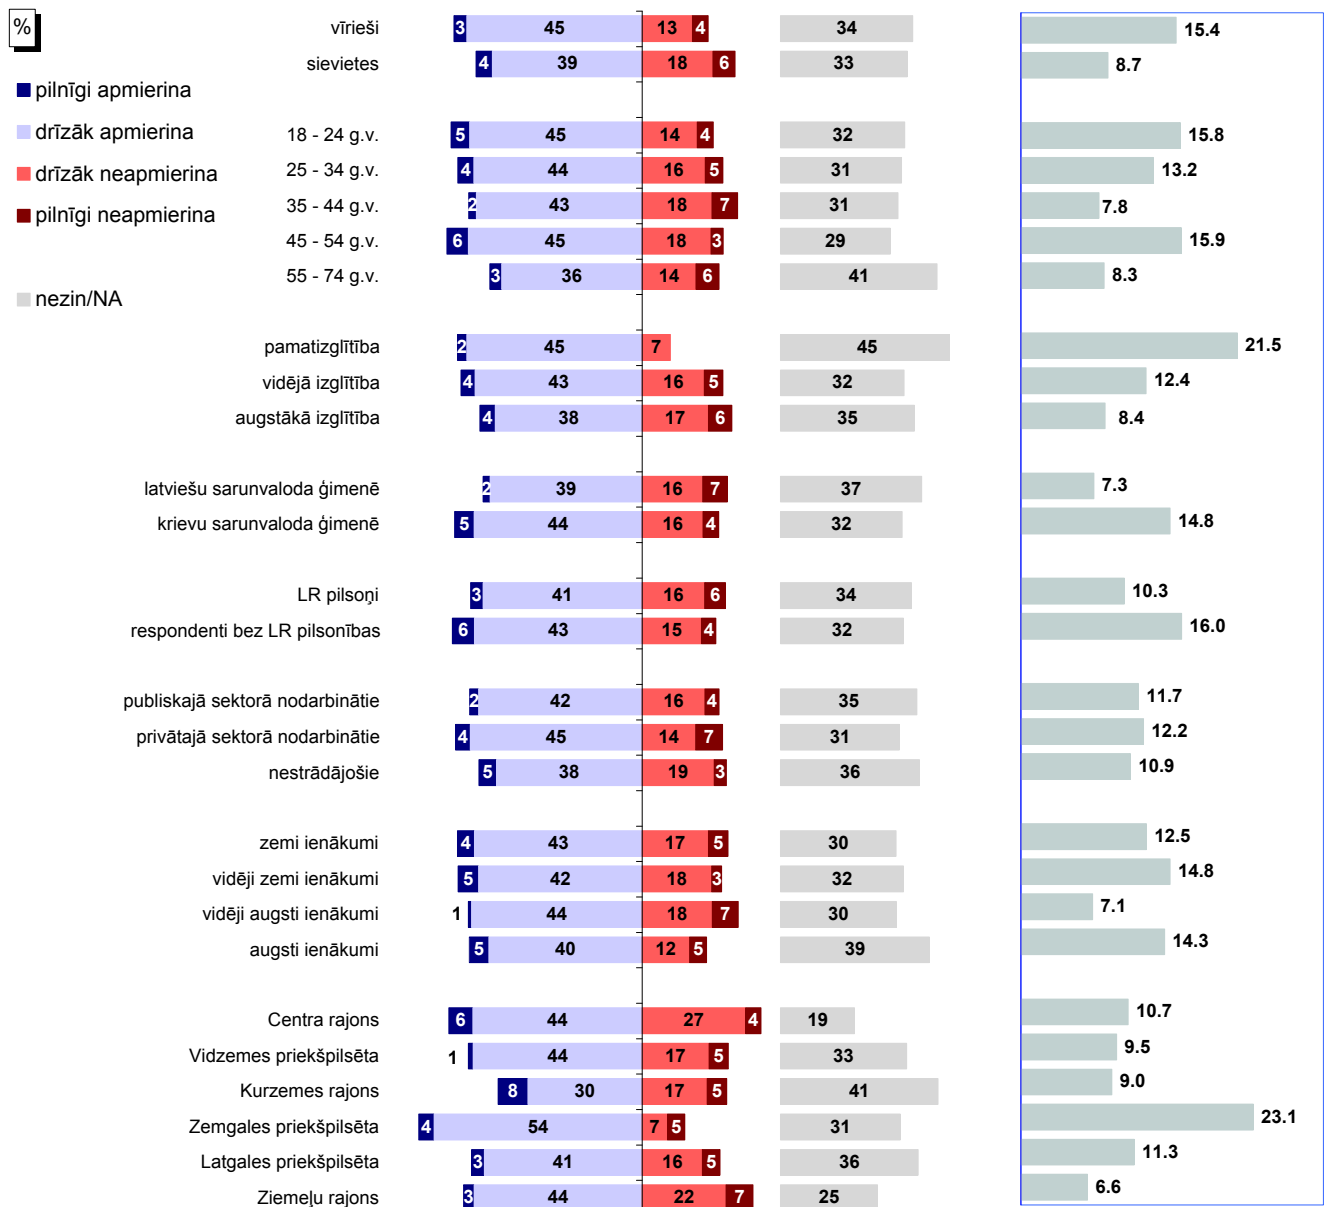 %
pilnīgi apmierina
drīzāk apmierina
drīzāk neapmierina
pilnīgi neapmierina
nezin/NA
vīrieši 3 45 13 4 34 15.4
sievietes 4 39 18 6 33 8.7
18 - 24 g.v. 5 45 14 4 32 15.8
25 - 34 g.v. 4 44 16 5 31 13.2
35 - 44 g.v. 2 43 18 7 31 7.8
45 - 54 g.v. 6 45 18 3 29 15.9
55 - 74 g.v. 3 36 14 6 41 8.3
pamatizglītība 2 45 7 45 21.5
vidējā izglītība 4 43 16 5 32 12.4
augstākā izglītība 4 38 17 6 35 8.4
latviešu sarunvaloda ģimenē 2 39 16 7 37 7.3
krievu sarunvaloda ģimenē 5 44 16 4 32 14.8
LR pilsoņi 3 41 16 6 34 10.3
respondenti bez LR pilsonības 6 43 15 4 32 16.0
publiskajā sektorā nodarbinātie 2 42 16 4 35 11.7
privātajā sektorā nodarbinātie 4 45 14 7 31 12.2
nestrādājošie 5 38 19 3 36 10.9
zemi ienākumi 4 43 17 5 30 12.5
vidēji zemi ienākumi 5 42 18 3 32 14.8
vidēji augsti ienākumi 1 44 18 7 30 7.1
augsti ienākumi 5 40 12 5 39 14.3
Centra rajons 6 44 27 4 19 10.7
Vidzemes priekšpilsēta 1 44 17 5 33 9.5
Kurzemes rajons 8 30 17 5 41 9.0
Zemgales priekšpilsēta 4 54 7 5 31 23.1
Latgales priekšpilsēta 3 41 16 5 36 11.3
Ziemeļu rajons 3 44 22 7 25 6.6